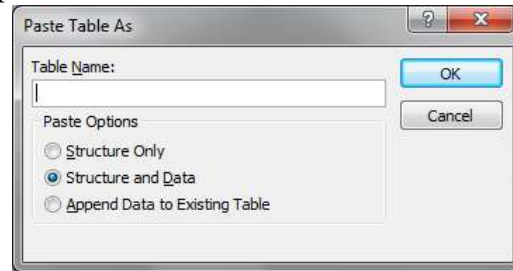 Paste Table As
?
X
Table Name:
OK
Cancel
Paste Options
Structure Only
Structure and Data
Append Data to Existing Table